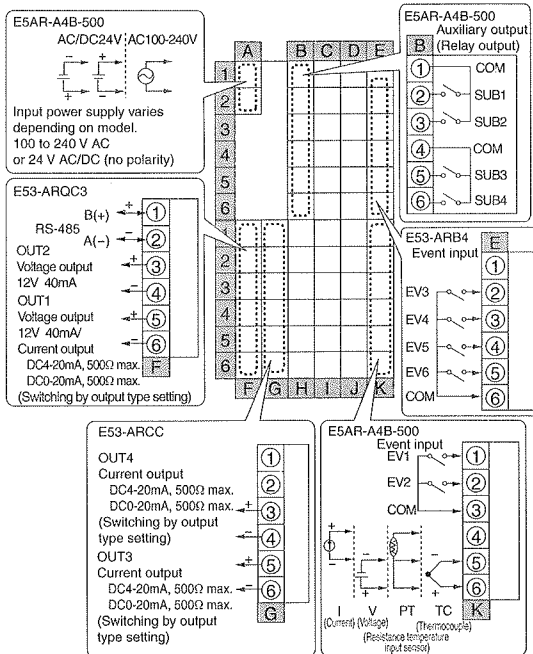 E5AR-A4B-500
AC/DC24V AC100-240V
Input power supply varies
depending on model.
100 to 240 V AC
or 24 V AC/DC (no polarity)
A B C D E
1
2
3
4
5
6
1
2
3
4
5
6
F G H I J K
E5AR-A4B-500
Auxiliary output
(Relay output)
B
1 COM
2 SUB1
3 SUB2
4 COM
5 SUB3
6 SUB4
E53-ARQC3
B(+) + 1
RS-485
A(−) − 2
OUT2
Voltage output + 3
12V 40mA − 4
OUT1
Voltage output + 5
12V 40mA/
Current output − 6
DC4-20mA, 500Ω max.
DC0-20mA, 500Ω max.
F
(Switching by output type setting)
E53-ARB4
Event input
E
1
EV3 2
EV4 3
EV5 4
EV6 5
COM 6
E53-ARCC
OUT4 1
Current output 2
DC4-20mA, 500Ω max.
DC0-20mA, 500Ω max. + 3
(Switching by output
type setting) − 4
OUT3 + 5
Current output
DC4-20mA, 500Ω max. − 6
DC0-20mA, 500Ω max.
(Switching by output
type setting)
G
E5AR-A4B-500
Event input
EV1 1
EV2 2
COM 3
4
5
6
I V PT TC K
(Current) (Voltage) (Thermocouple)
(Resistance temperature
input sensor)